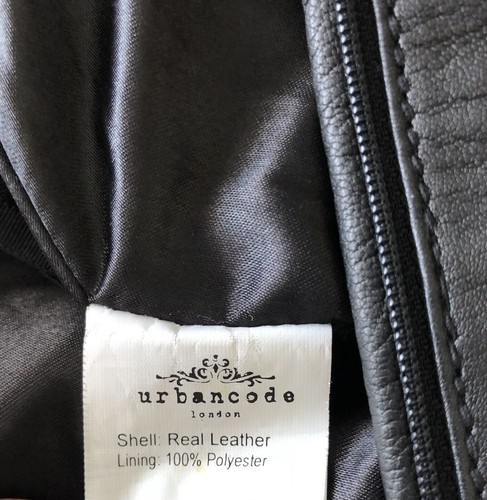 urbancode
london
Shell: Real Leather
Lining: 100% Polyester